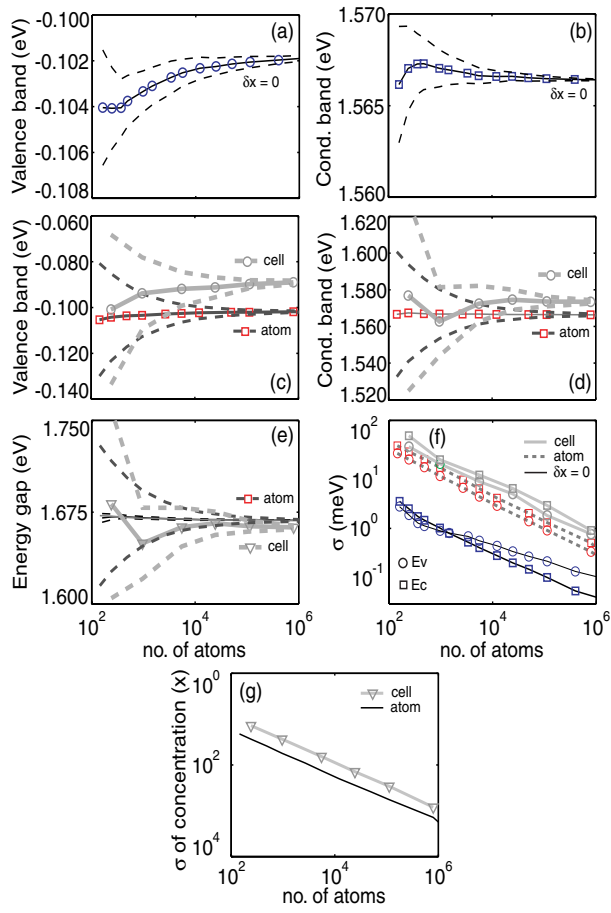 (a)
Valence band (eV)
-0.100
-0.102
-0.104
-0.106
-0.108
δx = 0
(b)
Cond. band (eV)
1.570
1.565
1.560
δx = 0
(c)
Valence band (eV)
-0.060
-0.080
-0.100
-0.120
-0.140
cell
atom
(d)
Cond. band (eV)
1.620
1.600
1.580
1.560
1.540
1.520
cell
atom
(e)
Energy gap (eV)
1.750
1.675
1.600
atom
cell
10² 10⁴ 10⁶
no. of atoms
(f)
σ (meV)
10²
10¹
10⁰
10⁻¹
cell
atom
δx = 0
Ev
Ec
10² 10⁴ 10⁶
no. of atoms
(g)
σ of concentration (x)
10⁰
10²
10⁴
cell
atom
10² 10⁴ 10⁶
no. of atoms